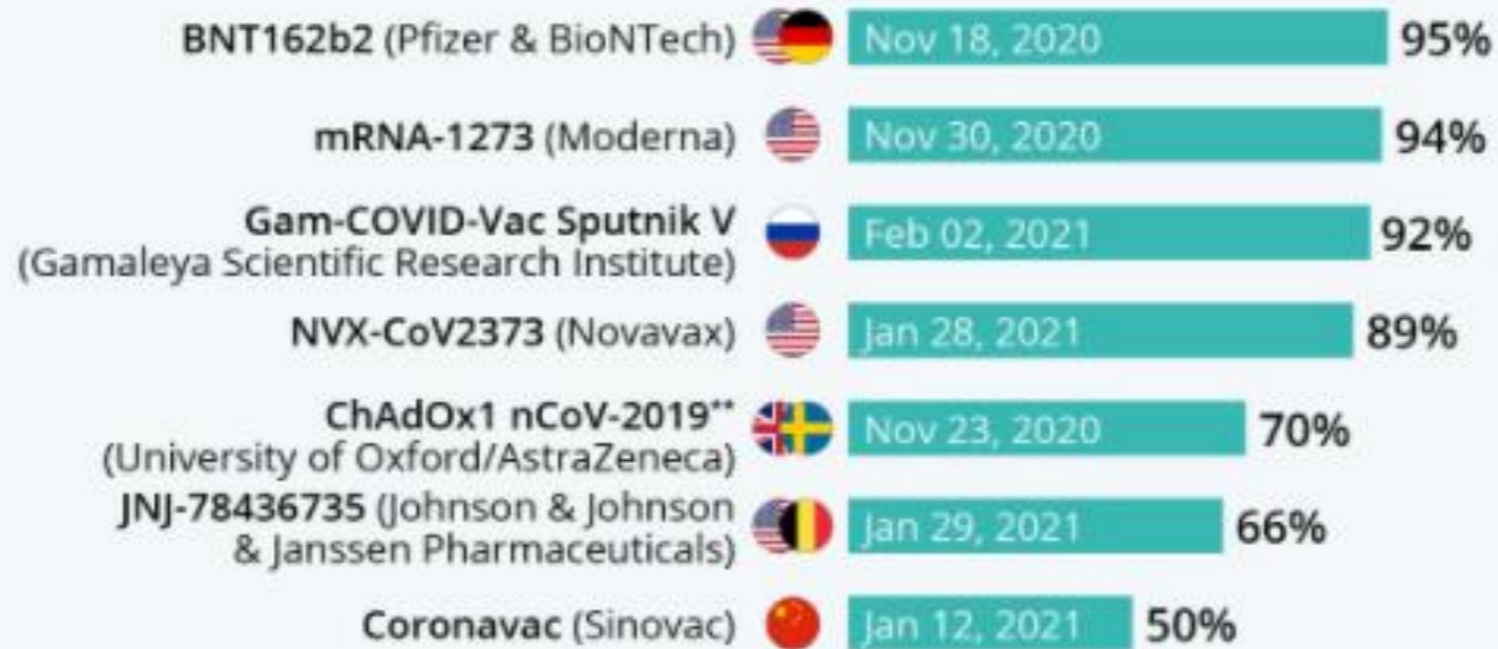 BNT162b2 (Pfizer & BioNTech) Nov 18, 2020 95%
mRNA-1273 (Moderna) Nov 30, 2020 94%
Gam-COVID-Vac Sputnik V
(Gamaleya Scientific Research Institute) Feb 02, 2021 92%
NVX-CoV2373 (Novavax) Jan 28, 2021 89%
ChAdOx1 nCoV-2019**
(University of Oxford/AstraZeneca) Nov 23, 2020 70%
JNJ-78436735 (Johnson & Johnson
& Janssen Pharmaceuticals) Jan 29, 2021 66%
Coronavac (Sinovac) Jan 12, 2021 50%